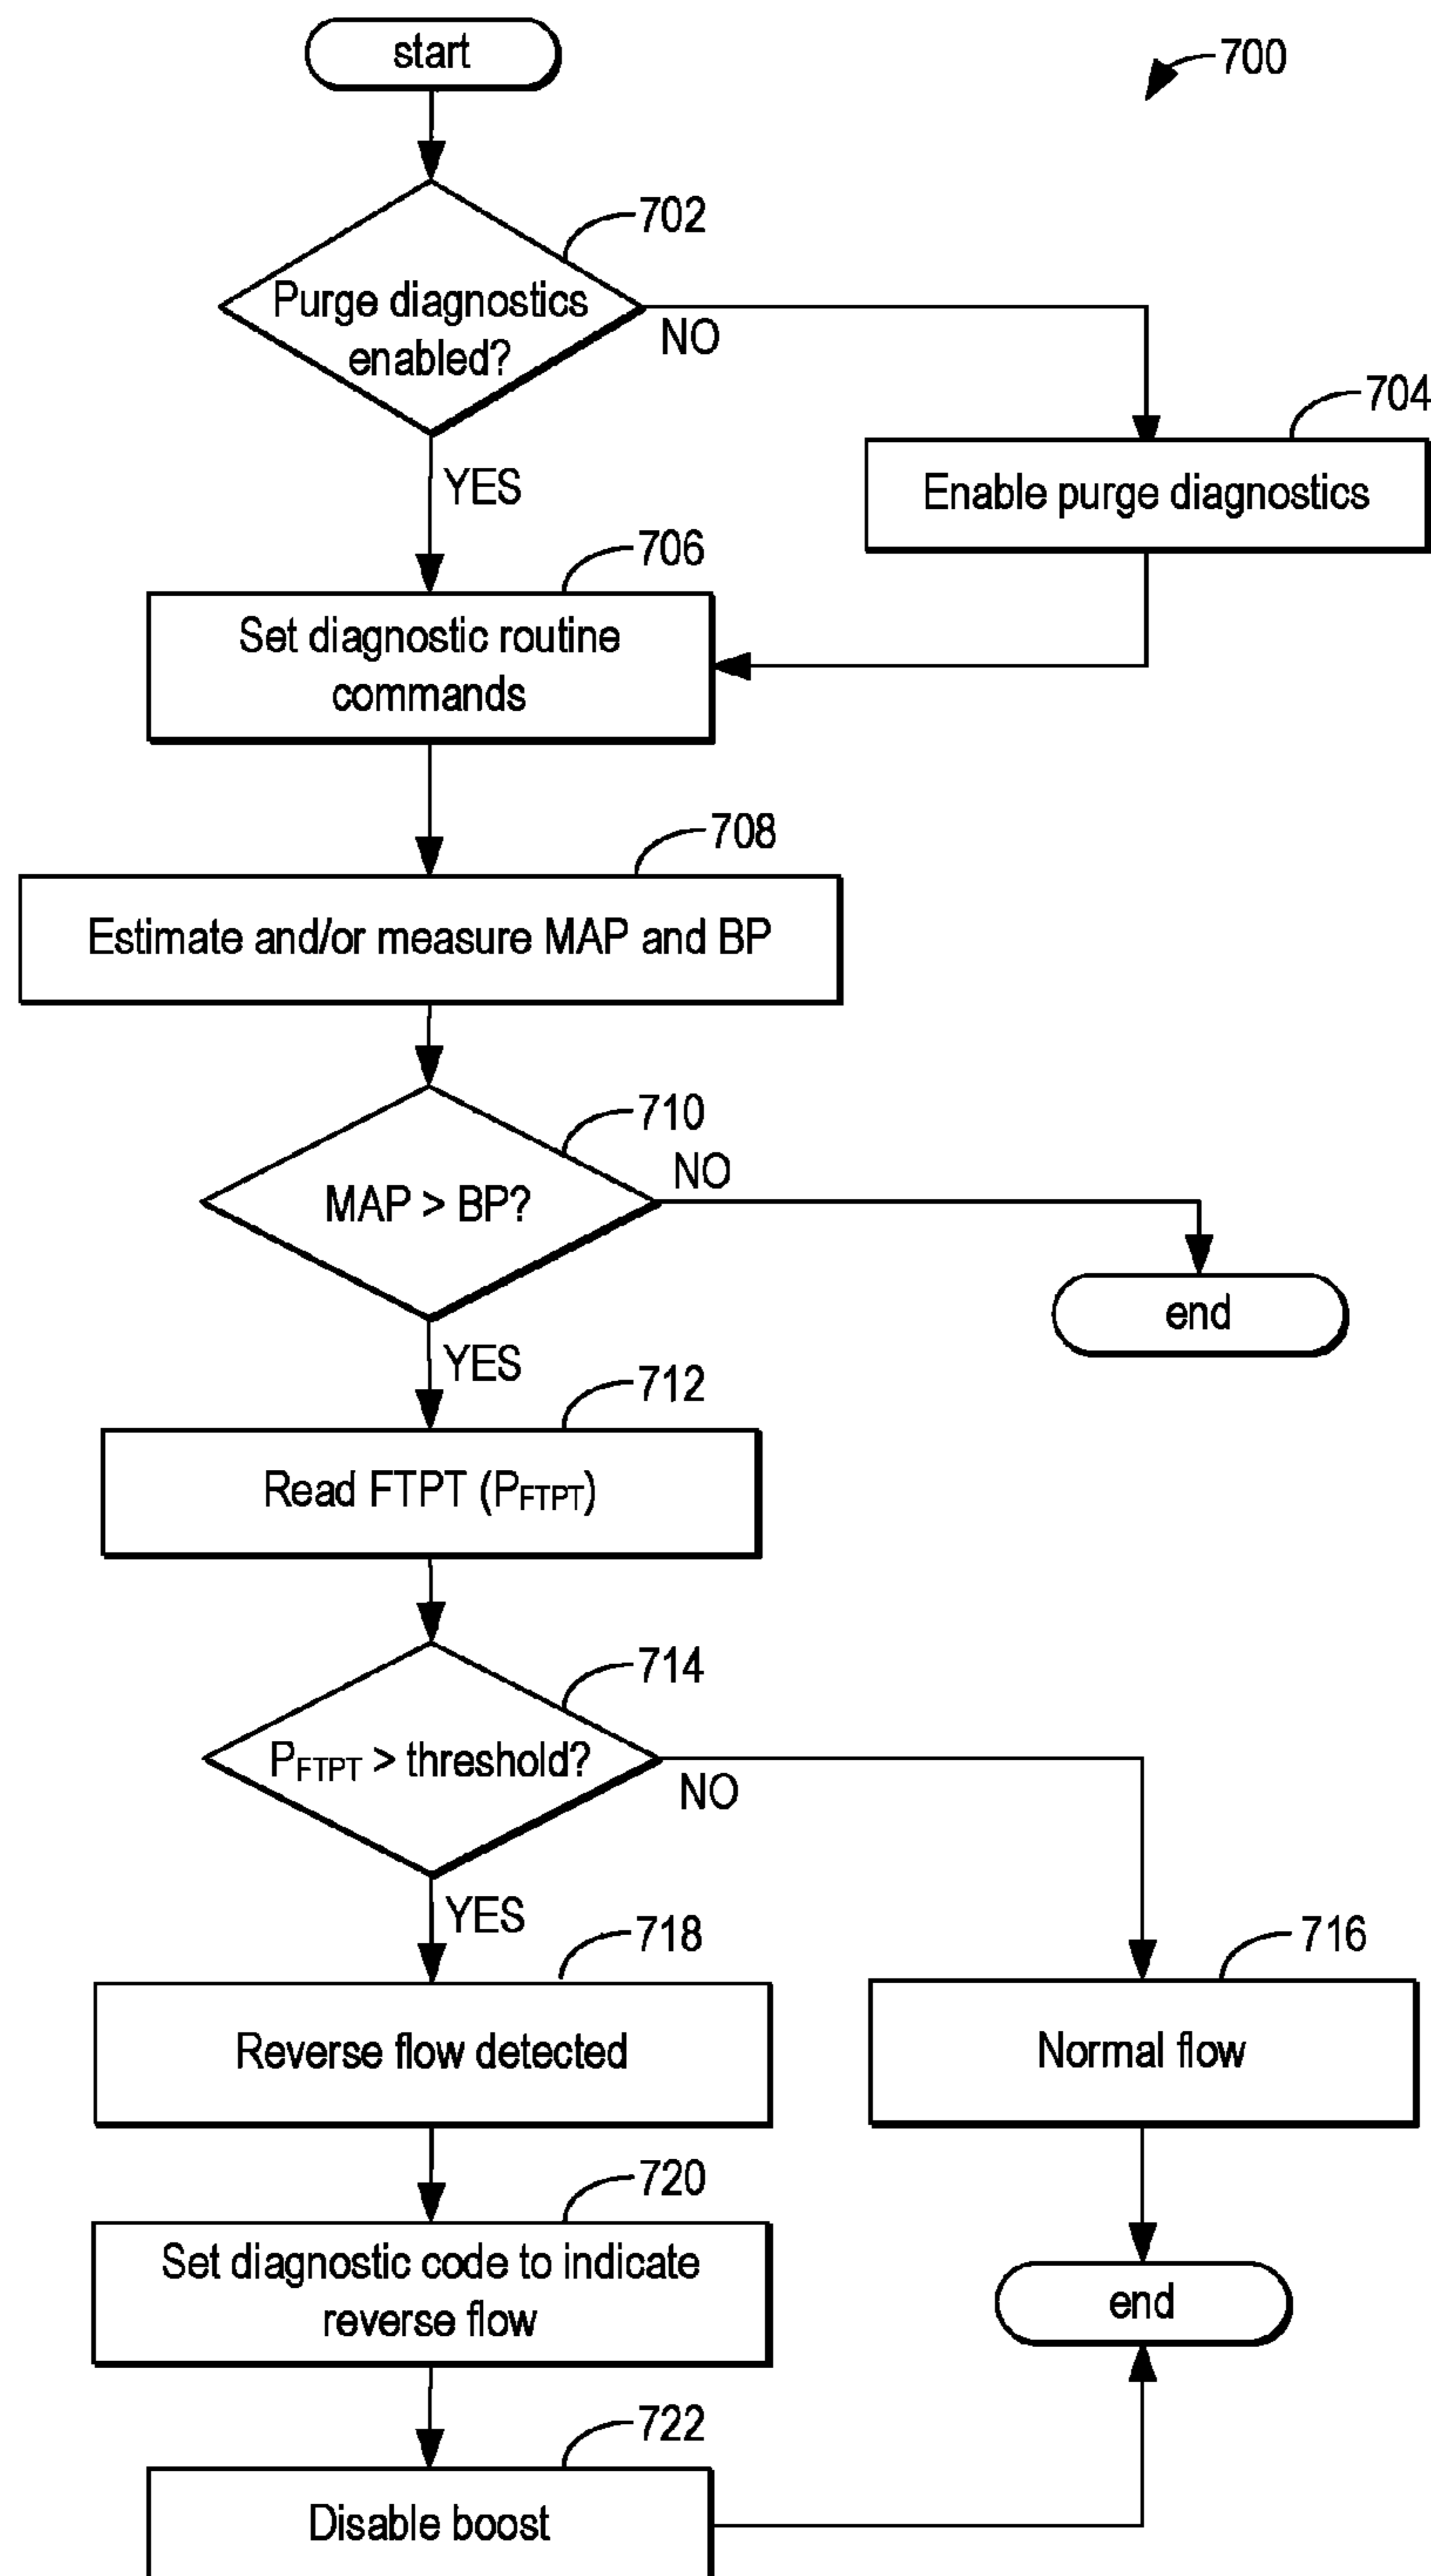 start
700
702
Purge diagnostics
enabled?
NO
704
Enable purge diagnostics
YES
706
Set diagnostic routine
commands
708
Estimate and/or measure MAP and BP
710
NO
MAP > BP?
end
YES
712
Read FTPT (PFTPT)
714
PFTPT > threshold?
NO
YES
718
716
Reverse flow detected
Normal flow
720
Set diagnostic code to indicate
reverse flow
end
722
Disable boost